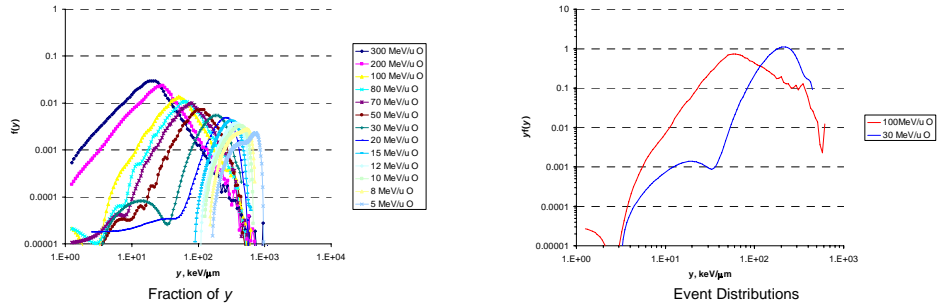 1
0.1
0.01
0.001
0.0001
0.00001
f(y)
1.E+00 1.E+01 1.E+02 1.E+03 1.E+04
y, keV/μm
300 MeV/u O
200 MeV/u O
100 MeV/u O
80 MeV/u O
70 MeV/u O
50 MeV/u O
30 MeV/u O
20 MeV/u O
15 MeV/u O
12 MeV/u O
10 MeV/u O
8 MeV/u O
5 MeV/u O
Fraction of y
10
1
0.1
0.01
0.001
0.0001
0.00001
yf(y)
1.E+00 1.E+01 1.E+02 1.E+03
y, keV/μm
100MeV/u O
30 MeV/u O
Event Distributions